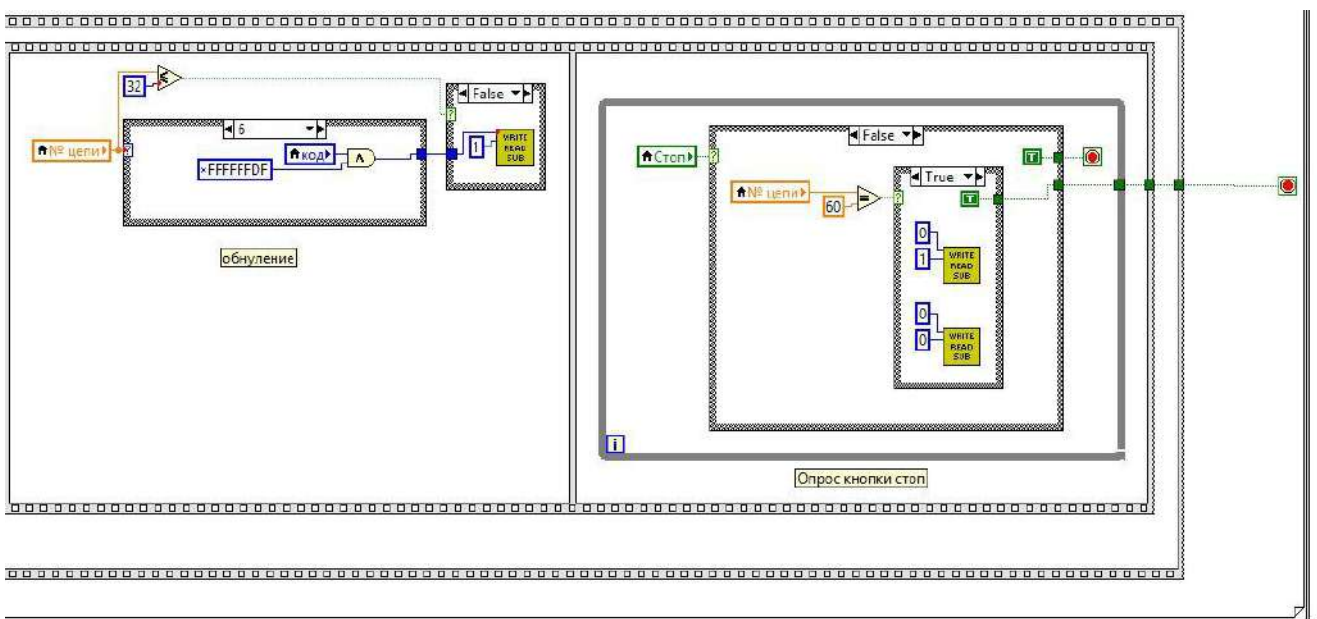 32
≤
№ цепи
6
×FFFFFFDF
код
∧
False
?
1
WRITE
READ
SUB
обнуление
Стоп
?
False
№ цепи
60
=
?
True
T
T
0
1
WRITE
READ
SUB
0
0
WRITE
READ
SUB
i
Опрос кнопки стоп